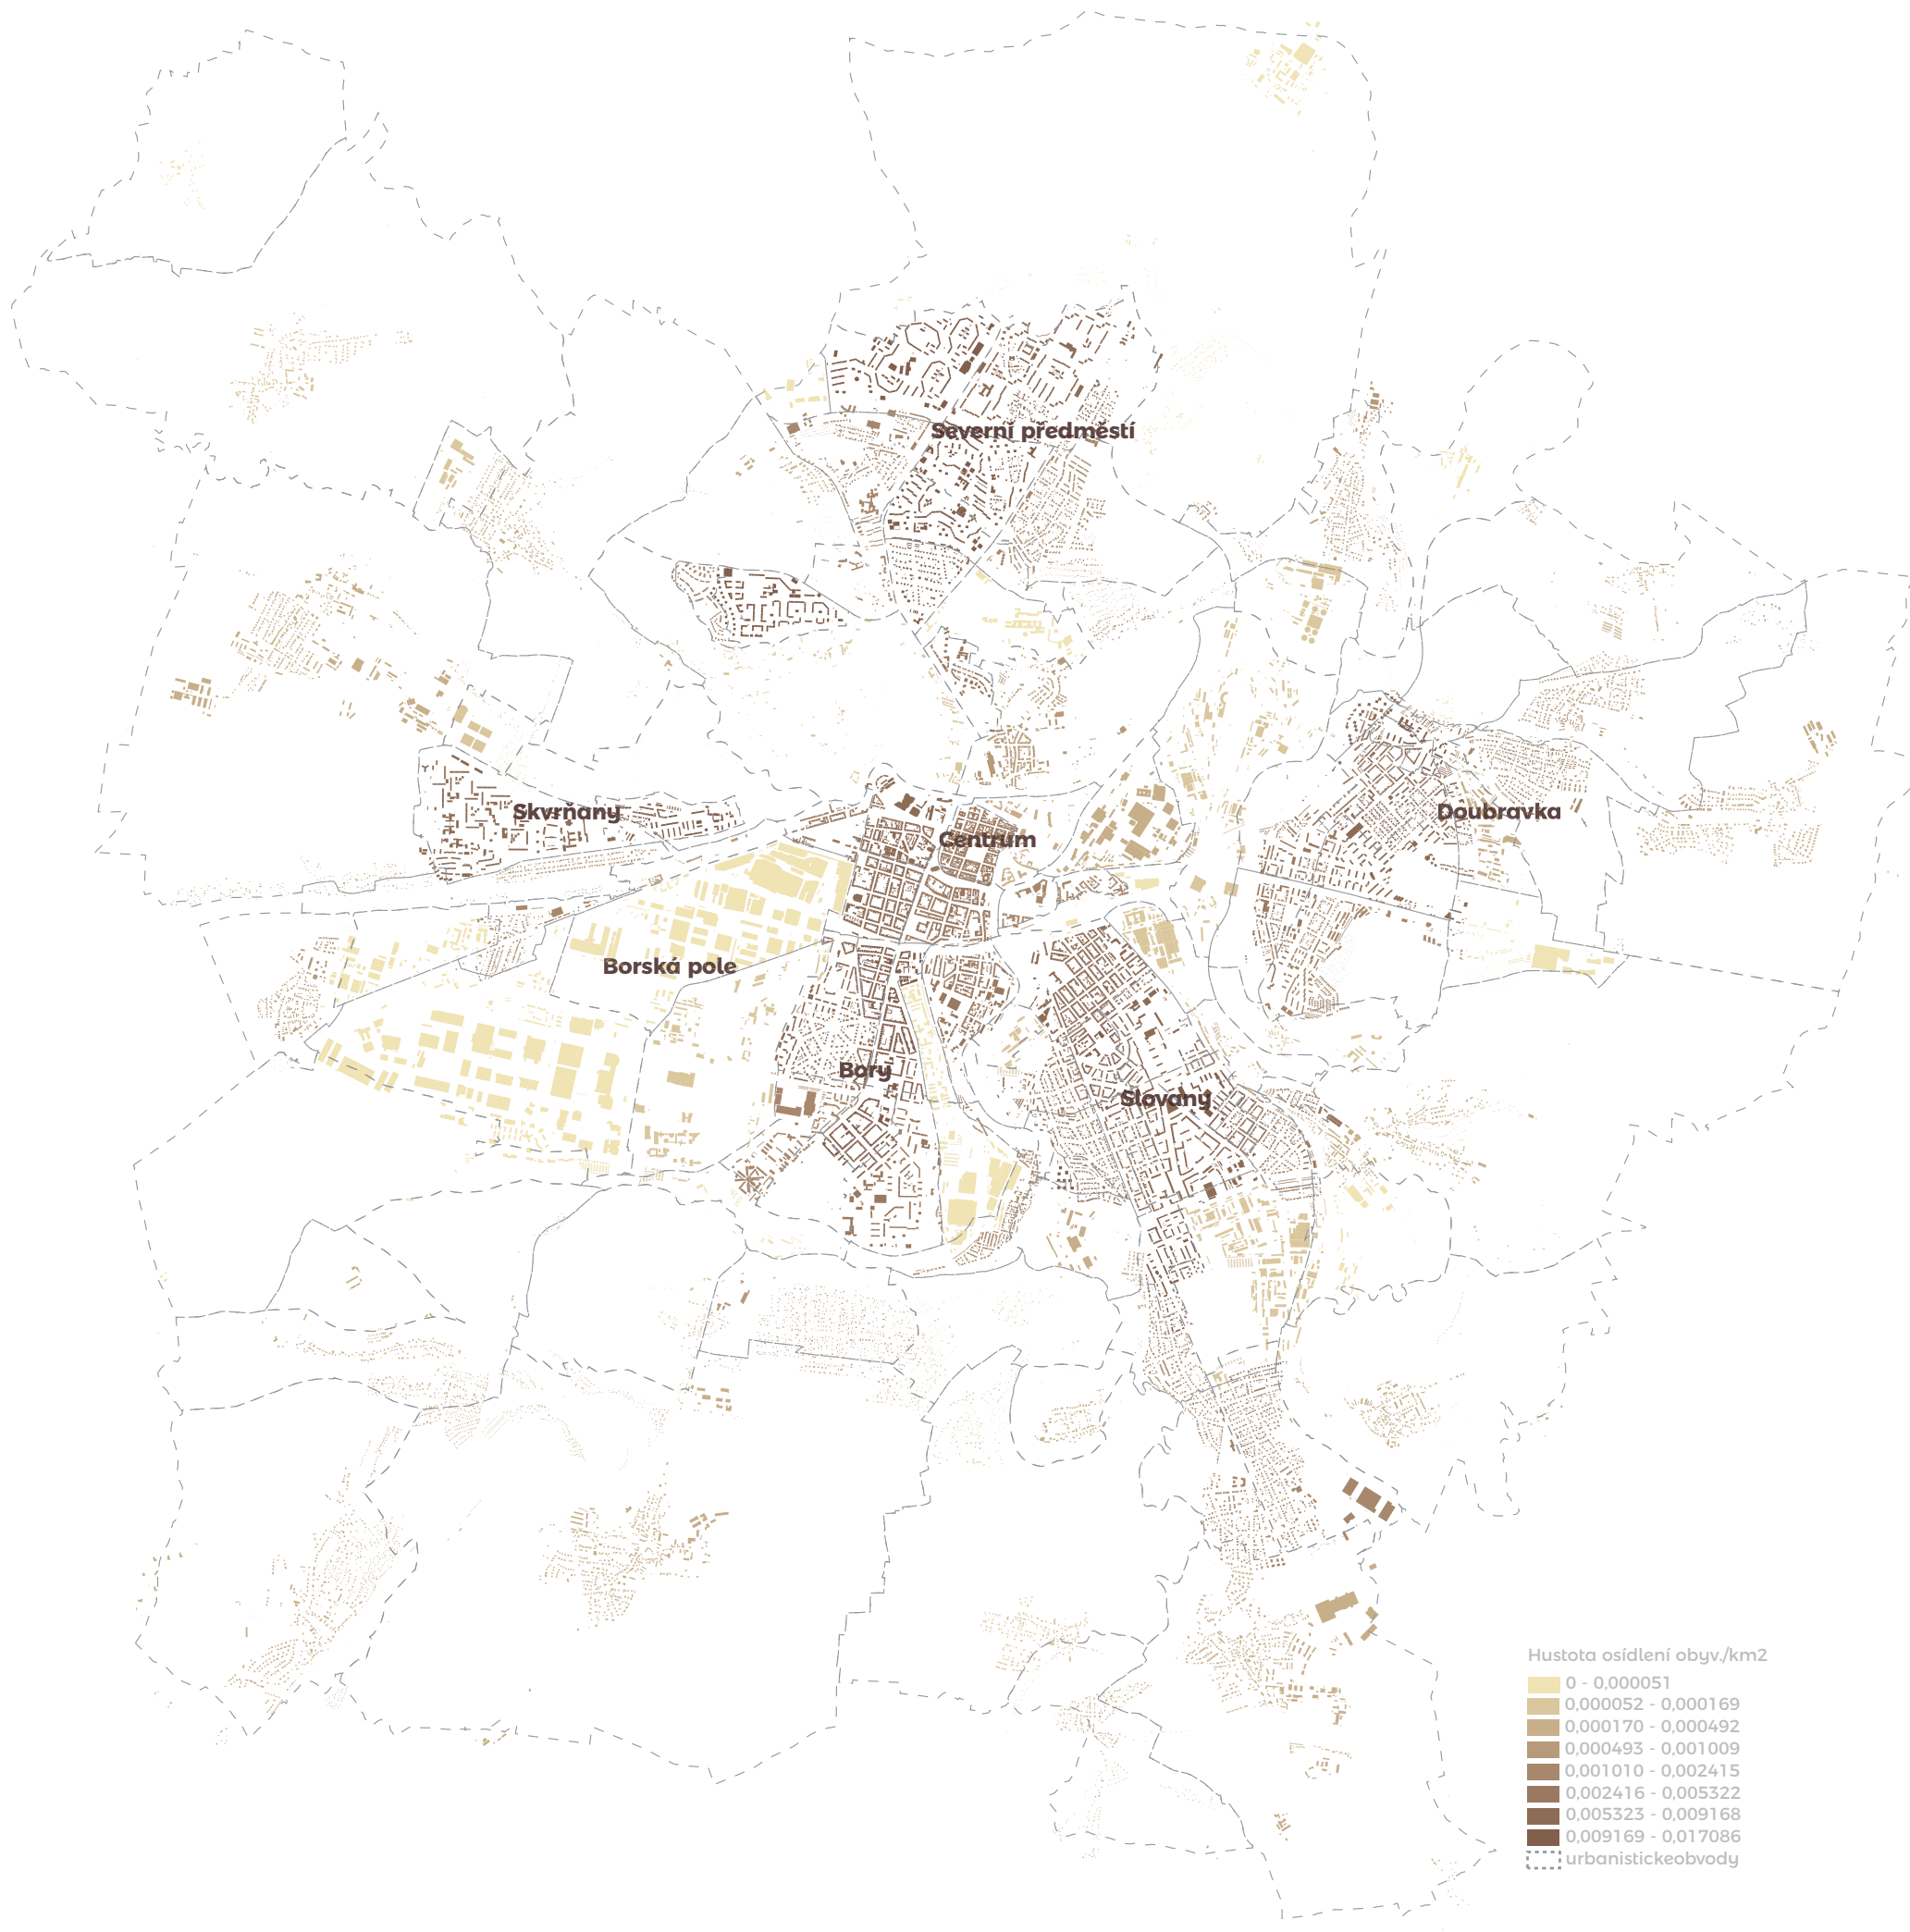 Severní předměstí
Skvrňany
Doubravka
Centrum
Borská pole
Bory
Slovany
Hustota osídlení obyv./km2
0 - 0,000051
0,000052 - 0,000169
0,000170 - 0,000492
0,000493 - 0,001009
0,001010 - 0,002415
0,002416 - 0,005322
0,005323 - 0,009168
0,009169 - 0,017086
urbanistickeobvody